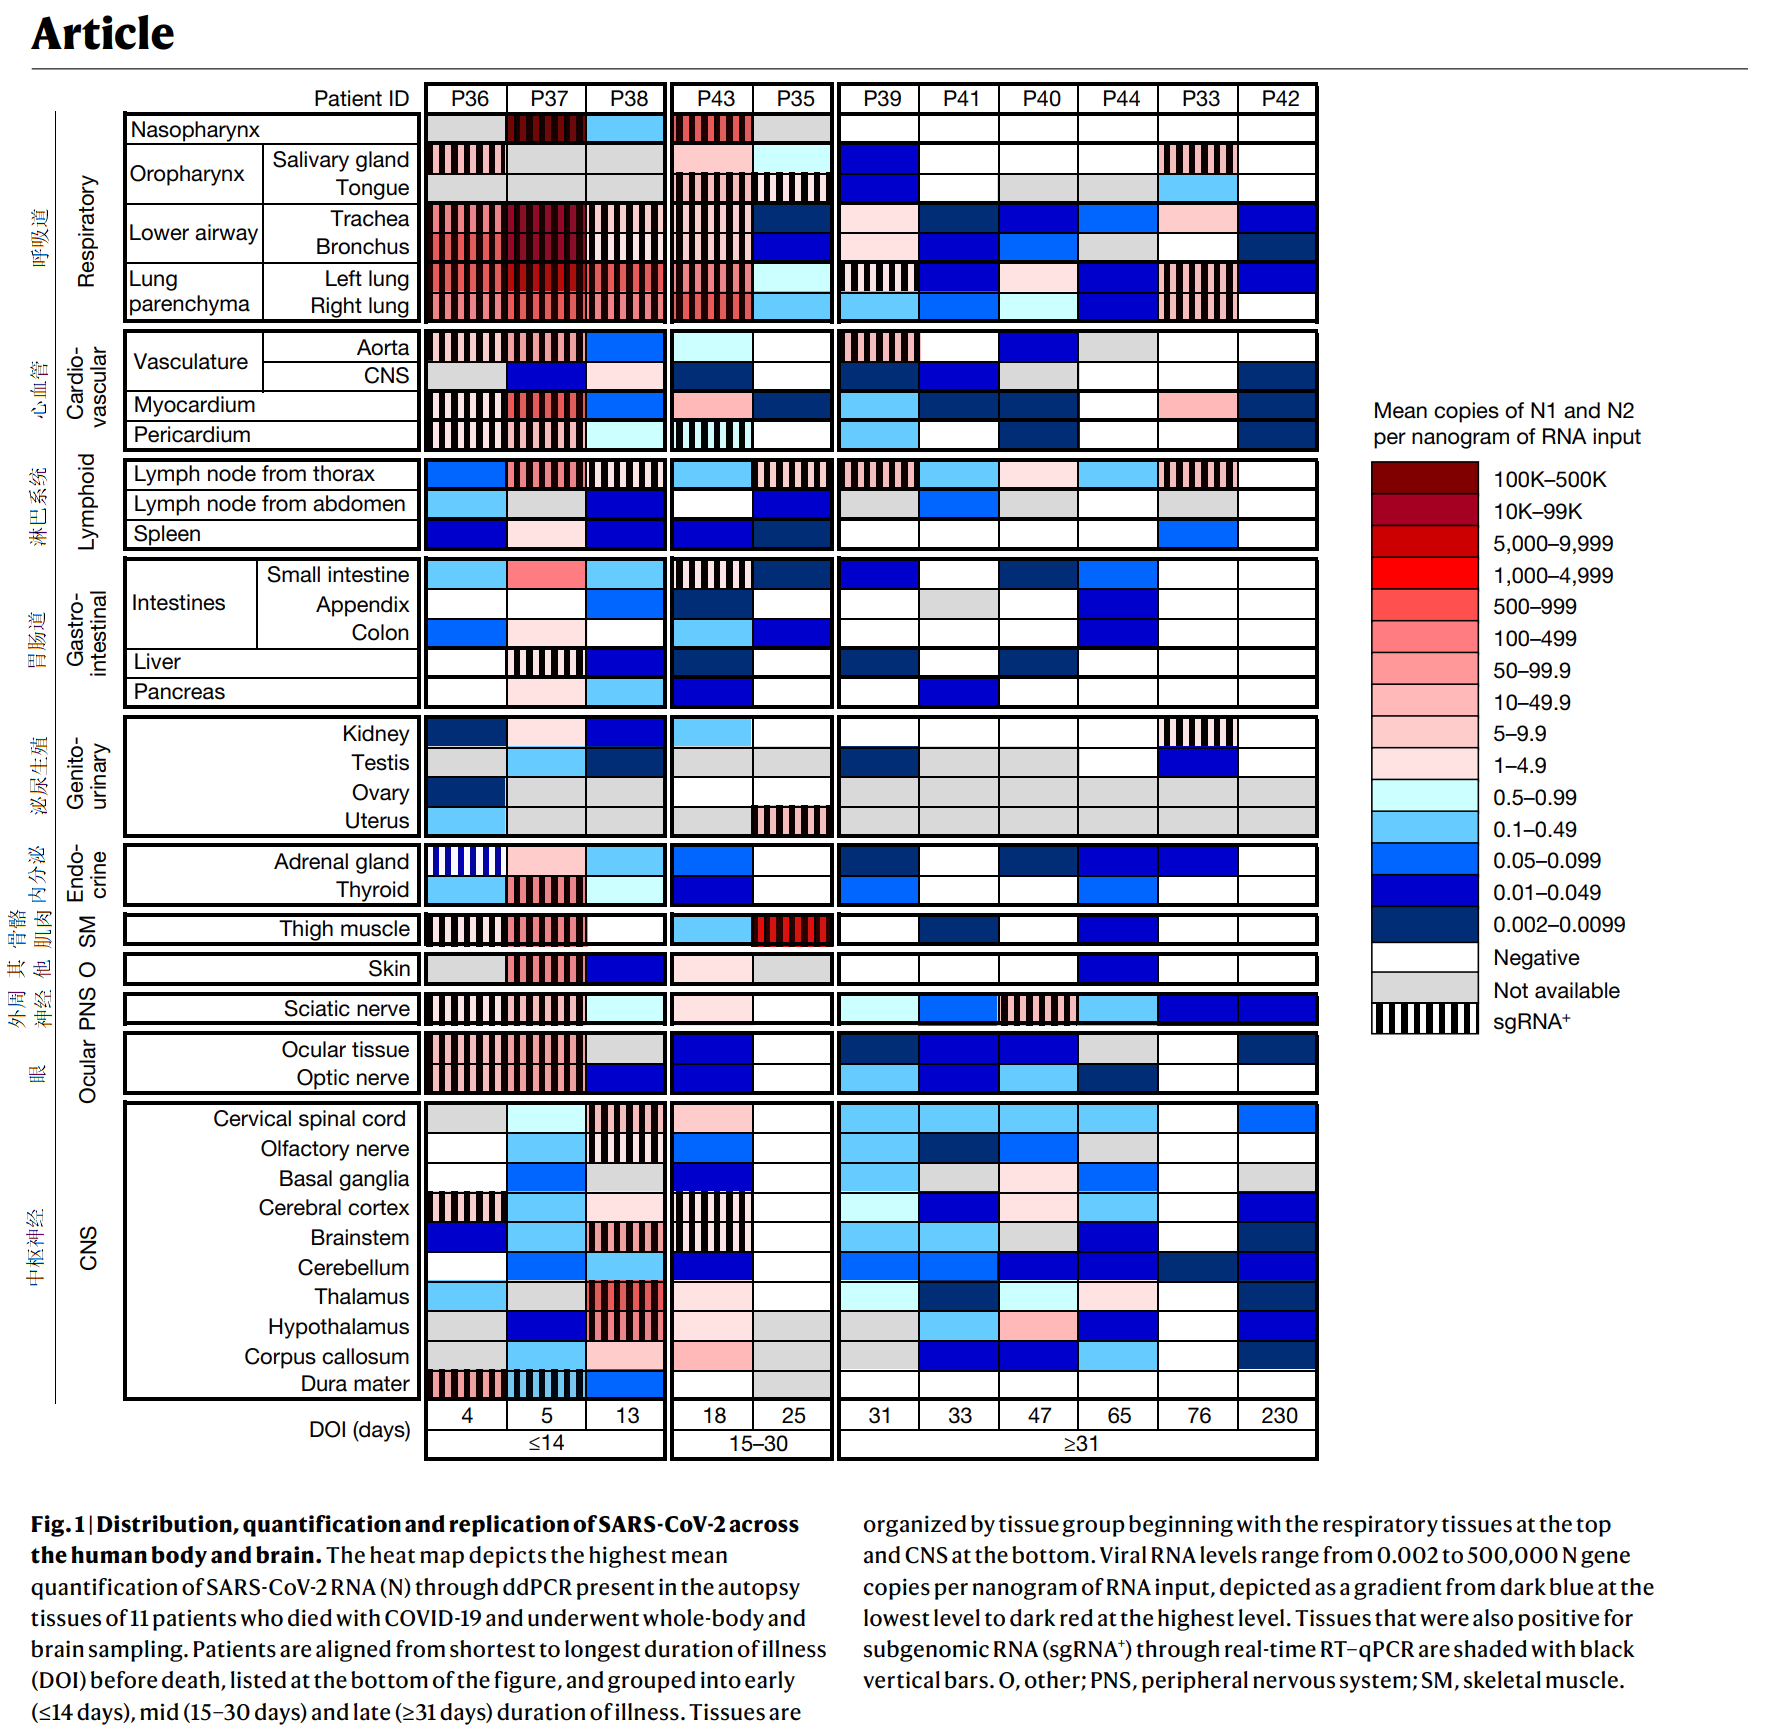 Article
Patient ID P36 P37 P38 P43 P35 P39 P41 P40 P44 P33 P42
呼吸道
Respiratory
Nasopharynx
Oropharynx
Salivary gland
Tongue
Lower airway
Trachea
Bronchus
Lung
parenchyma
Left lung
Right lung
心血管
Cardio-
vascular
Vasculature
Aorta
CNS
Myocardium
Pericardium
淋巴系统
Lymphoid
Lymph node from thorax
Lymph node from abdomen
Spleen
胃肠道
Gastro-
intestinal
Intestines
Small intestine
Appendix
Colon
Liver
Pancreas
泌尿生殖
Genito-
urinary
Kidney
Testis
Ovary
Uterus
内分泌
Endo-
crine
Adrenal gland
Thyroid
骨骼
肌肉
SM
Thigh muscle
其他
O
Skin
外周
神经
PNS
Sciatic nerve
眼
Ocular
Ocular tissue
Optic nerve
中枢神经
CNS
Cervical spinal cord
Olfactory nerve
Basal ganglia
Cerebral cortex
Brainstem
Cerebellum
Thalamus
Hypothalamus
Corpus callosum
Dura mater
DOI (days)
4 5 13 18 25 31 33 47 65 76 230
≤14 15–30 ≥31
Mean copies of N1 and N2
per nanogram of RNA input
100K–500K
10K–99K
5,000–9,999
1,000–4,999
500–999
100–499
50–99.9
10–49.9
5–9.9
1–4.9
0.5–0.99
0.1–0.49
0.05–0.099
0.01–0.049
0.002–0.0099
Negative
Not available
sgRNA⁺
Fig. 1 | Distribution, quantification and replication of SARS-CoV-2 across
the human body and brain. The heat map depicts the highest mean
quantification of SARS-CoV-2 RNA (N) through ddPCR present in the autopsy
tissues of 11 patients who died with COVID-19 and underwent whole-body and
brain sampling. Patients are aligned from shortest to longest duration of illness
(DOI) before death, listed at the bottom of the figure, and grouped into early
(≤14 days), mid (15–30 days) and late (≥31 days) duration of illness. Tissues are
organized by tissue group beginning with the respiratory tissues at the top
and CNS at the bottom. Viral RNA levels range from 0.002 to 500,000 N gene
copies per nanogram of RNA input, depicted as a gradient from dark blue at the
lowest level to dark red at the highest level. Tissues that were also positive for
subgenomic RNA (sgRNA⁺) through real-time RT–qPCR are shaded with black
vertical bars. O, other; PNS, peripheral nervous system; SM, skeletal muscle.